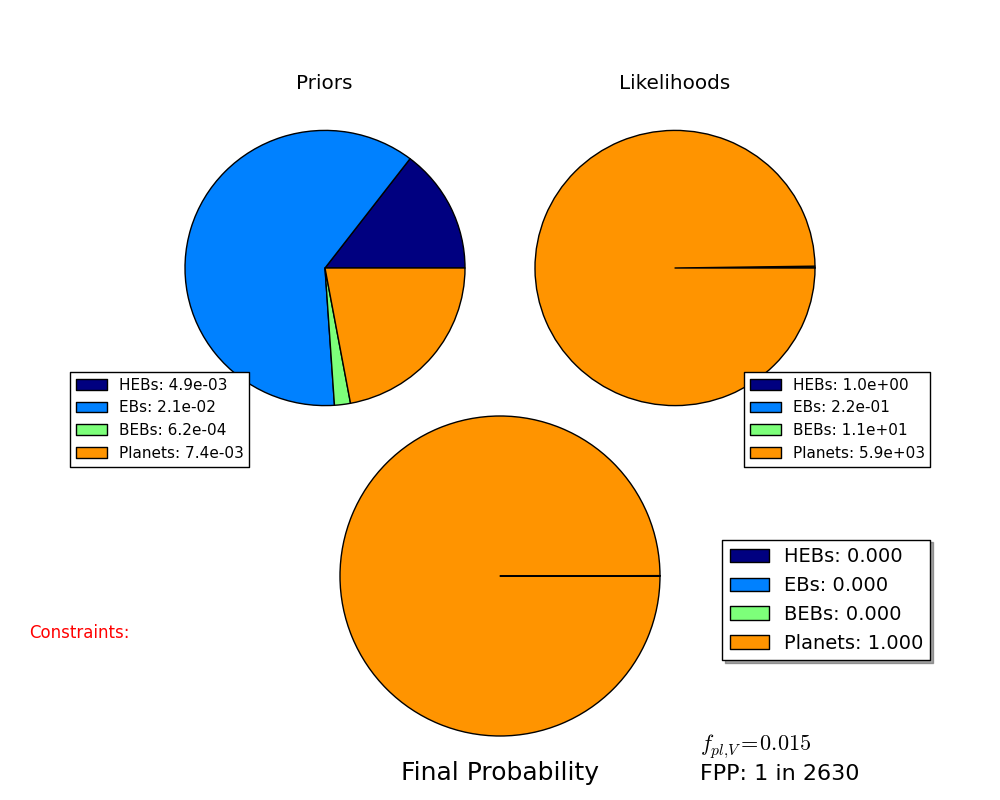 Priors
Likelihoods
HEBs: 4.9e-03
EBs: 2.1e-02
BEBs: 6.2e-04
Planets: 7.4e-03
HEBs: 1.0e+00
EBs: 2.2e-01
BEBs: 1.1e+01
Planets: 5.9e+03
HEBs: 0.000
EBs: 0.000
BEBs: 0.000
Planets: 1.000
Constraints:
f_{pl,V}=0.015
Final Probability
FPP: 1 in 2630